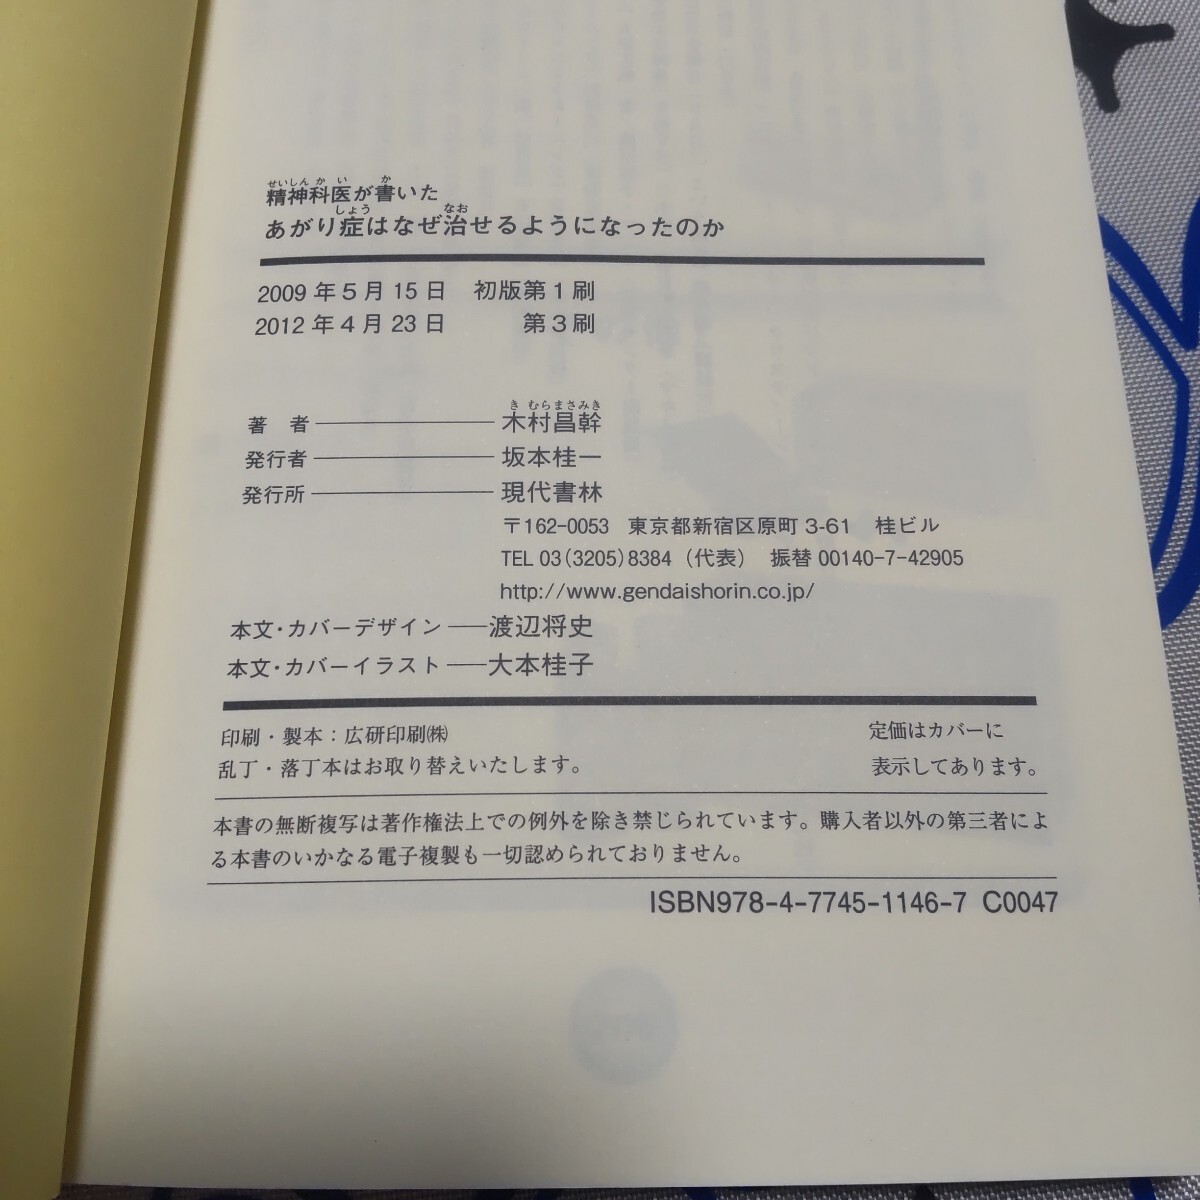 せいしんかいか
精神科医が書いた
しょうなお
あがり症はなぜ治せるようになったのか
2009年5月15日 初版第1刷
2012年4月23日 第3刷
きむらまさみき
著 者――木村昌幹
発行者――坂本桂一
発行所――現代書林
〒162-0053 東京都新宿区原町3-61 桂ビル
TEL 03(3205)8384(代表) 振替00140-7-42905
http://www.gendaishorin.co.jp/
本文・カバーデザイン――渡辺将史
本文・カバーイラスト――大本桂子
印刷・製本:広研印刷㈱ 定価はカバーに
乱丁・落丁本はお取り替えいたします。 表示してあります。
本書の無断複写は著作権法上での例外を除き禁じられています。購入者以外の第三者によ
る本書のいかなる電子複製も一切認められておりません。
ISBN978-4-7745-1146-7 C0047